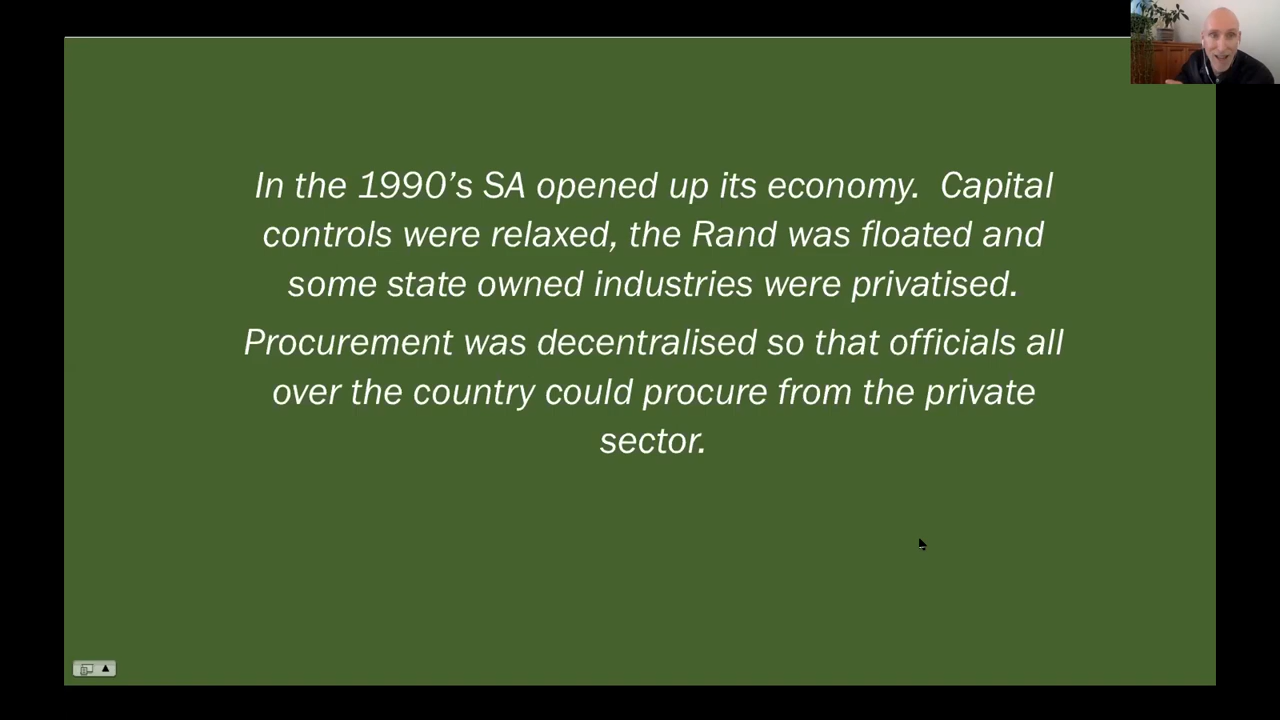 In the 1990’s SA opened up its economy.  Capital
controls were relaxed, the Rand was floated and
some state owned industries were privatised.
Procurement was decentralised so that officials all
over the country could procure from the private
sector.